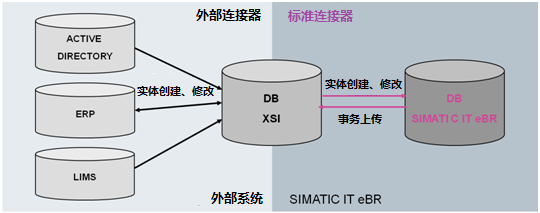 外部连接器
标准连接器
ACTIVE
DIRECTORY
实体创建、修改
ERP
LIMS
DB
XSI
实体创建、修改
事务上传
DB
SIMATIC IT eBR
外部系统
SIMATIC IT eBR